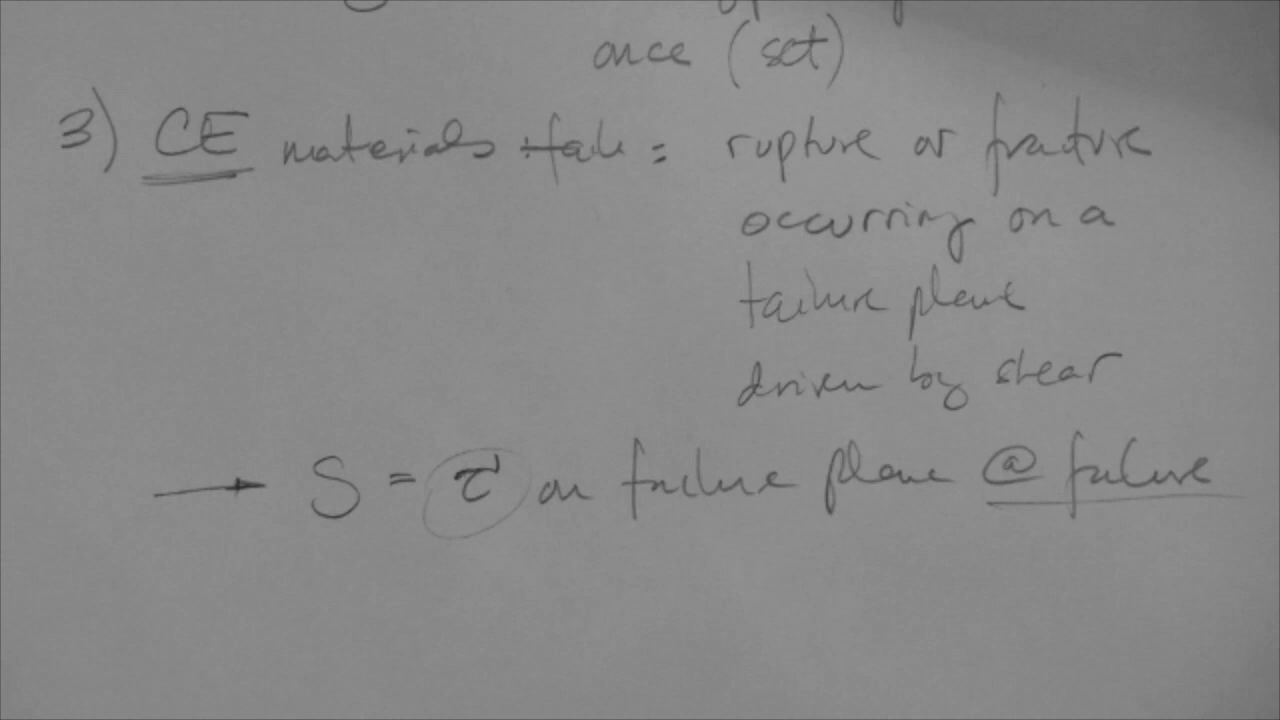 once (set)
3) CE materials fail = rupture or fracture
occurring on a
failure plane
driven by shear
→ S = τ on failure plane @ failure